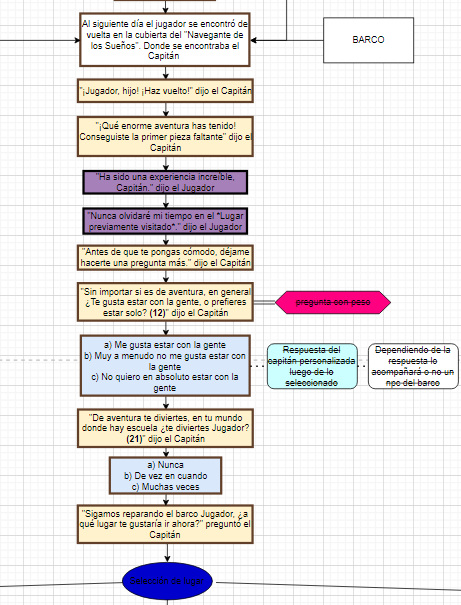 Al siguiente día el jugador se encontró de
vuelta en la cubierta del "Navegante de
los Sueños". Donde se encontraba el
Capitán
BARCO
"¡Jugador, hijo! ¡Haz vuelto!" dijo el Capitán
"¡Qué enorme aventura has tenido!
Conseguiste la primer pieza faltante" dijo el
Capitán
"Ha sido una experiencia increíble,
Capitán." dijo el Jugador
"Nunca olvidaré mi tiempo en el *Lugar
previamente visitado*." dijo el Jugador
"Antes de que te pongas cómodo, déjame
hacerte una pregunta más." dijo el Capitán
"Sin importar si es de aventura, en general
¿Te gusta estar con la gente, o prefieres
estar solo? (12)" dijo el Capitán
pregunta con peso
a) Me gusta estar con la gente
b) Muy a menudo no me gusta estar con
la gente
c) No quiero en absoluto estar con la
gente
Respuesta del
capitán personalizada
luego de lo
seleccionado
Dependiendo de la
respuesta lo
acompañará o no un
npc del barco
"De aventura te diviertes, en tu mundo
donde hay escuela ¿te diviertes Jugador?
(21)" dijo el Capitán
a) Nunca
b) De vez en cuando
c) Muchas veces
"Sigamos reparando el barco Jugador, ¿a
qué lugar te gustaría ir ahora?" preguntó el
Capitán
Selección de lugar